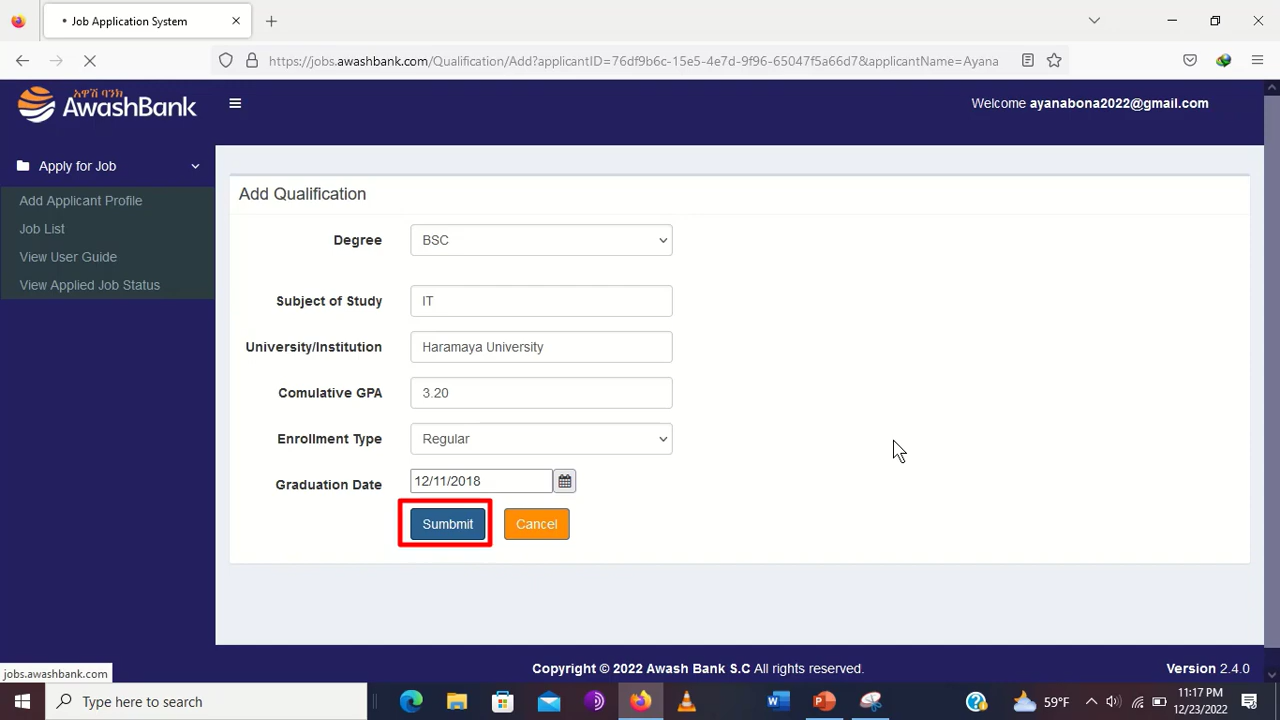 Job Application System
https://jobs.awashbank.com/Qualification/Add?applicantID=76df9b6c-15e5-4e7d-9f96-65047f5a66d7&applicantName=Ayana
አዋሽ ባንክ
AwashBank
Welcome ayanabona2022@gmail.com
Apply for Job
Add Applicant Profile
Job List
View User Guide
View Applied Job Status
Add Qualification
Degree BSC
Subject of Study IT
University/Institution Haramaya University
Comulative GPA 3.20
Enrollment Type Regular
Graduation Date 12/11/2018
Sumbmit Cancel
jobs.awashbank.com
Copyright © 2022 Awash Bank S.C All rights reserved. Version 2.4.0
Type here to search
59°F
11:17 PM
12/23/2022